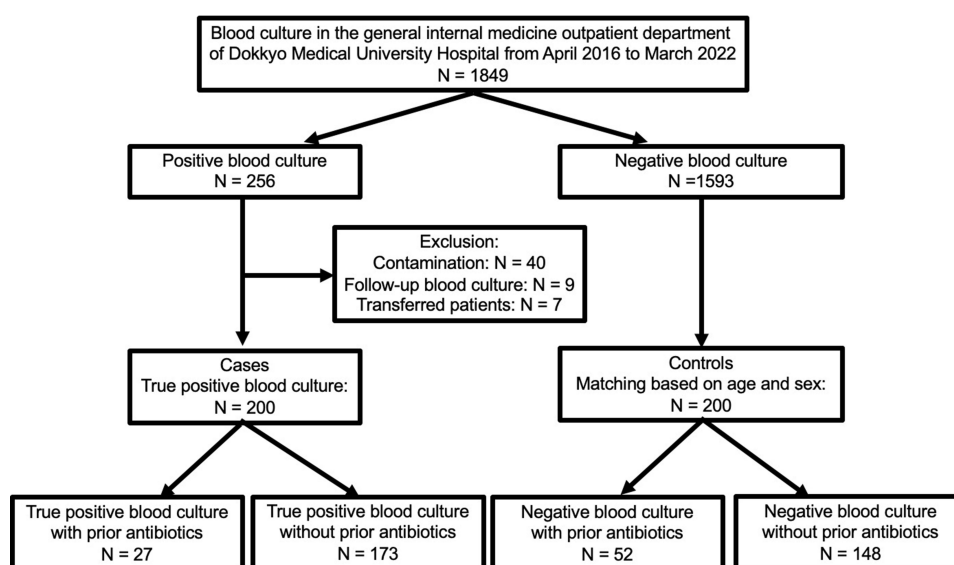 Blood culture in the general internal medicine outpatient department
of Dokkyo Medical University Hospital from April 2016 to March 2022
N = 1849
Positive blood culture
N = 256
Negative blood culture
N =1593
Exclusion:
Contamination: N = 40
Follow-up blood culture: N = 9
Transferred patients: N = 7
Cases
True positive blood culture:
N = 200
Controls
Matching based on age and sex:
N = 200
True positive blood culture
with prior antibiotics
N = 27
True positive blood culture
without prior antibiotics
N = 173
Negative blood culture
with prior antibiotics
N = 52
Negative blood culture
without prior antibiotics
N = 148